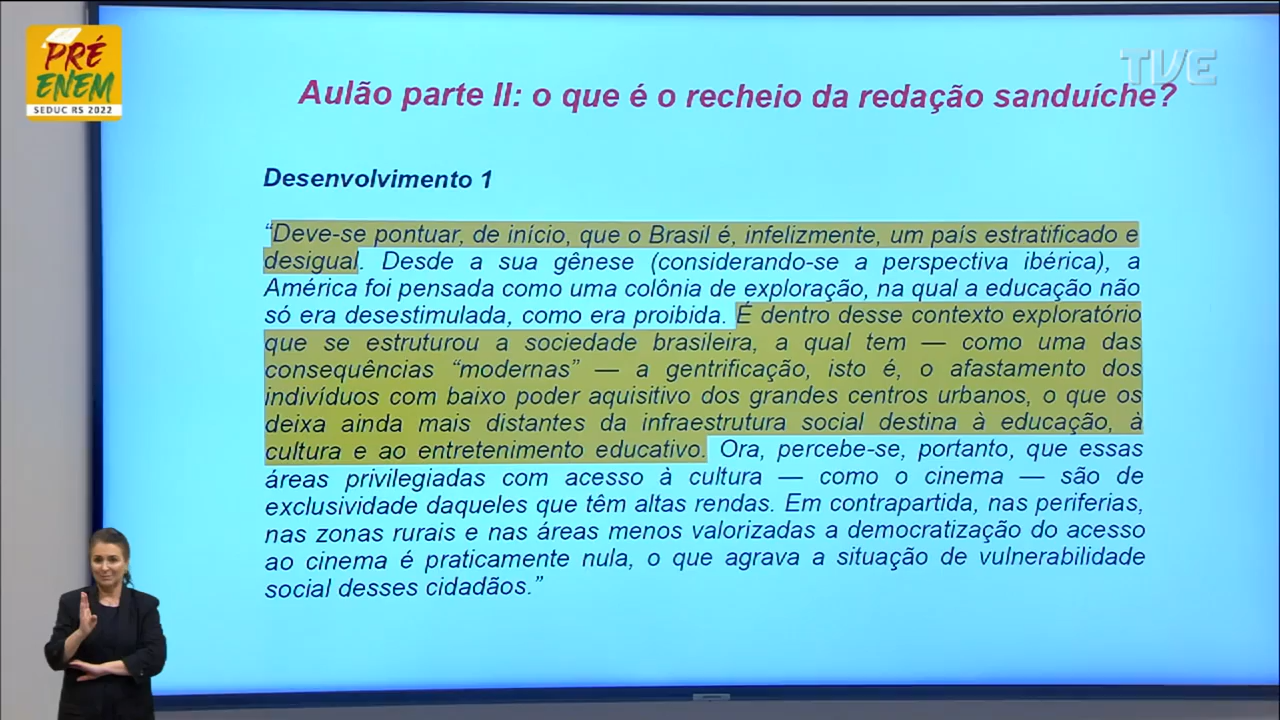 PRÉ
ENEM
SEDUC RS 2022
TVE
Aulão parte II: o que é o recheio da redação sanduíche?
Desenvolvimento 1
“Deve-se pontuar, de início, que o Brasil é, infelizmente, um país estratificado e
desigual. Desde a sua gênese (considerando-se a perspectiva ibérica), a
América foi pensada como uma colônia de exploração, na qual a educação não
só era desestimulada, como era proibida. É dentro desse contexto exploratório
que se estruturou a sociedade brasileira, a qual tem — como uma das
consequências “modernas” — a gentrificação, isto é, o afastamento dos
indivíduos com baixo poder aquisitivo dos grandes centros urbanos, o que os
deixa ainda mais distantes da infraestrutura social destina à educação, à
cultura e ao entretenimento educativo. Ora, percebe-se, portanto, que essas
áreas privilegiadas com acesso à cultura — como o cinema — são de
exclusividade daqueles que têm altas rendas. Em contrapartida, nas periferias,
nas zonas rurais e nas áreas menos valorizadas a democratização do acesso
ao cinema é praticamente nula, o que agrava a situação de vulnerabilidade
social desses cidadãos.”